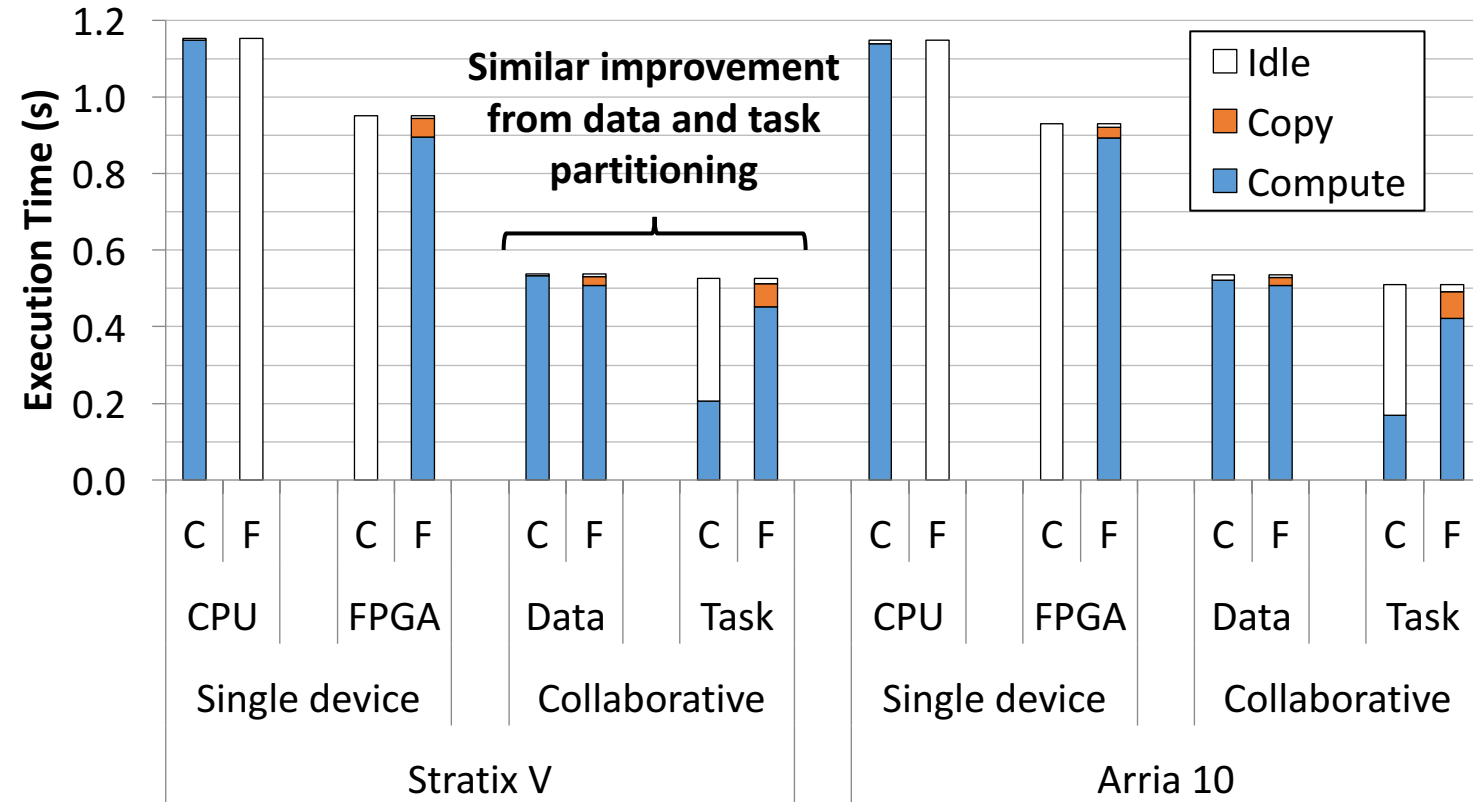 Execution Time (s)
1.2
1.0
0.8
0.6
0.4
0.2
0.0
Similar improvement
from data and task
partitioning
Idle
Copy
Compute
C F C F C F C F C F C F C F C F
CPU FPGA Data Task CPU FPGA Data Task
Single device Collaborative Single device Collaborative
Stratix V Arria 10